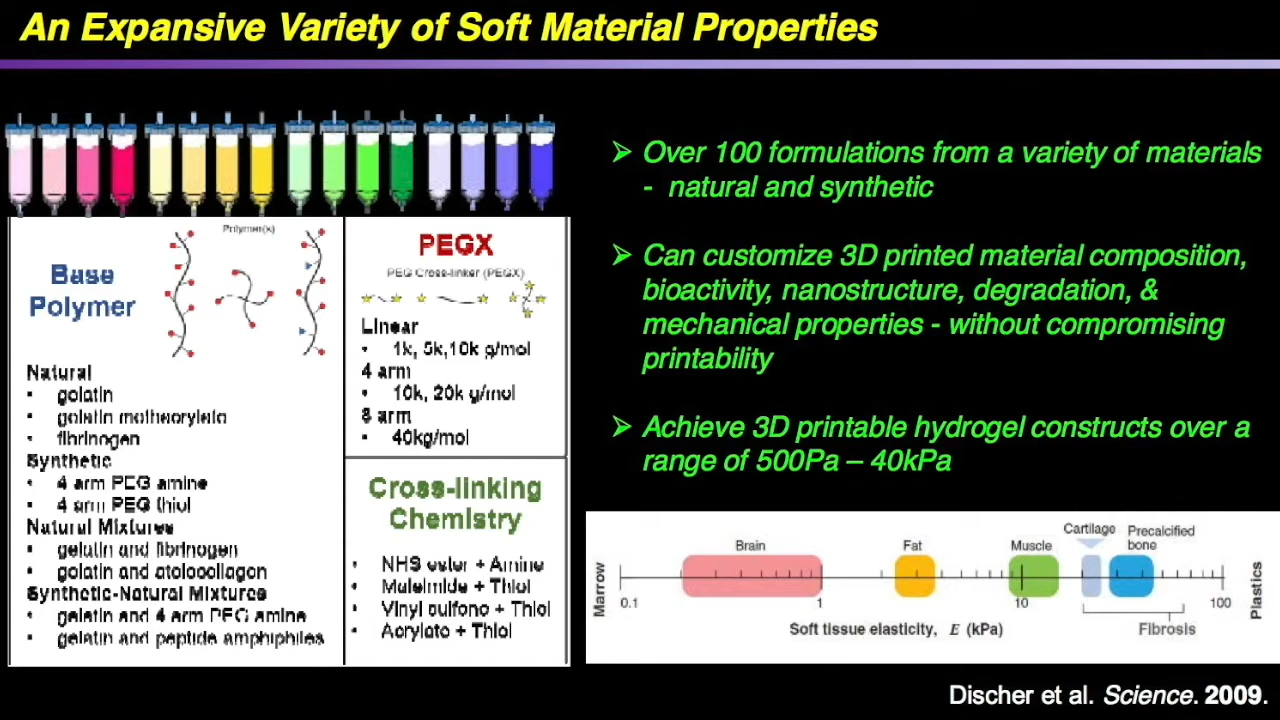 An Expansive Variety of Soft Material Properties
Base
Polymer
Polymer(s)
Natural
• gelatin
• gelatin methacrylate
• fibrinogen
Synthetic
• 4 arm PEG amine
• 4 arm PEG thiol
Natural Mixtures
• gelatin and fibrinogen
• gelatin and atelocollagen
Synthetic-Natural Mixtures
• gelatin and 4 arm PEG amine
• gelatin and peptide amphiphiles
PEGX
PEG Cross-linker (PEGX)
Linear
• 1k, 5k,10k g/mol
4 arm
• 10k, 20k g/mol
8 arm
• 40kg/mol
Cross-linking
Chemistry
• NHS ester + Amine
• Maleimide + Thiol
• Vinyl sulfone + Thiol
• Acrylate + Thiol
➢ Over 100 formulations from a variety of materials
- natural and synthetic
➢ Can customize 3D printed material composition,
bioactivity, nanostructure, degradation, &
mechanical properties - without compromising
printability
➢ Achieve 3D printable hydrogel constructs over a
range of 500Pa – 40kPa
Brain Fat Muscle Cartilage Precalcified
bone
Marrow
Plastics
0.1 1 10 100
Soft tissue elasticity, E (kPa)
Fibrosis
Discher et al. Science. 2009.